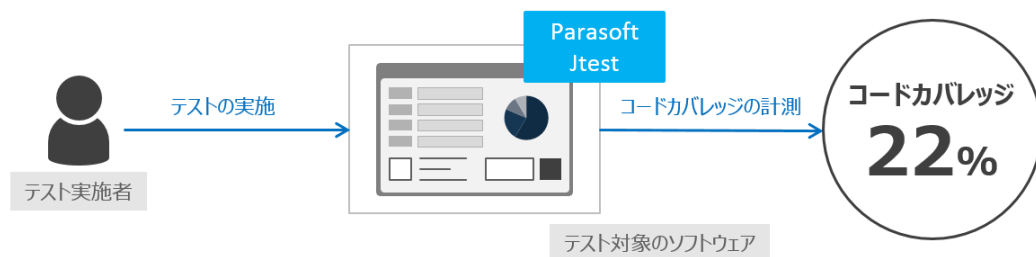 Parasoft
Jtest
テストの実施
コードカバレッジの計測
コードカバレッジ
22%
テスト実施者
テスト対象のソフトウェア